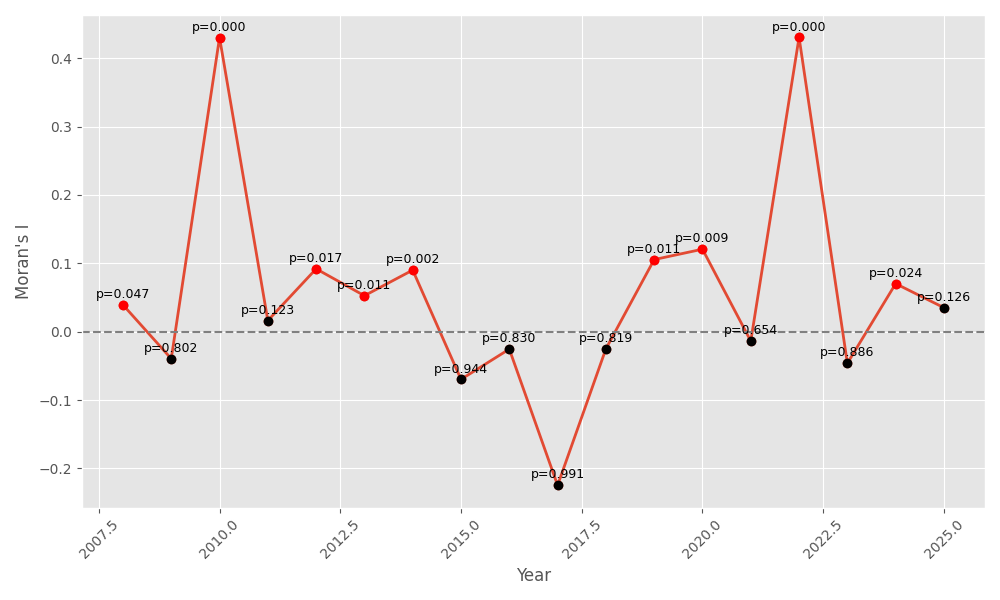 p=0.000
p=0.000
p=0.009
p=0.011
p=0.017
p=0.002
p=0.024
p=0.011
p=0.047
p=0.126
p=0.123
p=0.654
p=0.830
p=0.819
p=0.802
p=0.886
p=0.944
p=0.991
0.4
0.3
0.2
0.1
0.0
−0.1
−0.2
Moran's I
2007.5
2010.0
2012.5
2015.0
2017.5
2020.0
2022.5
2025.0
Year